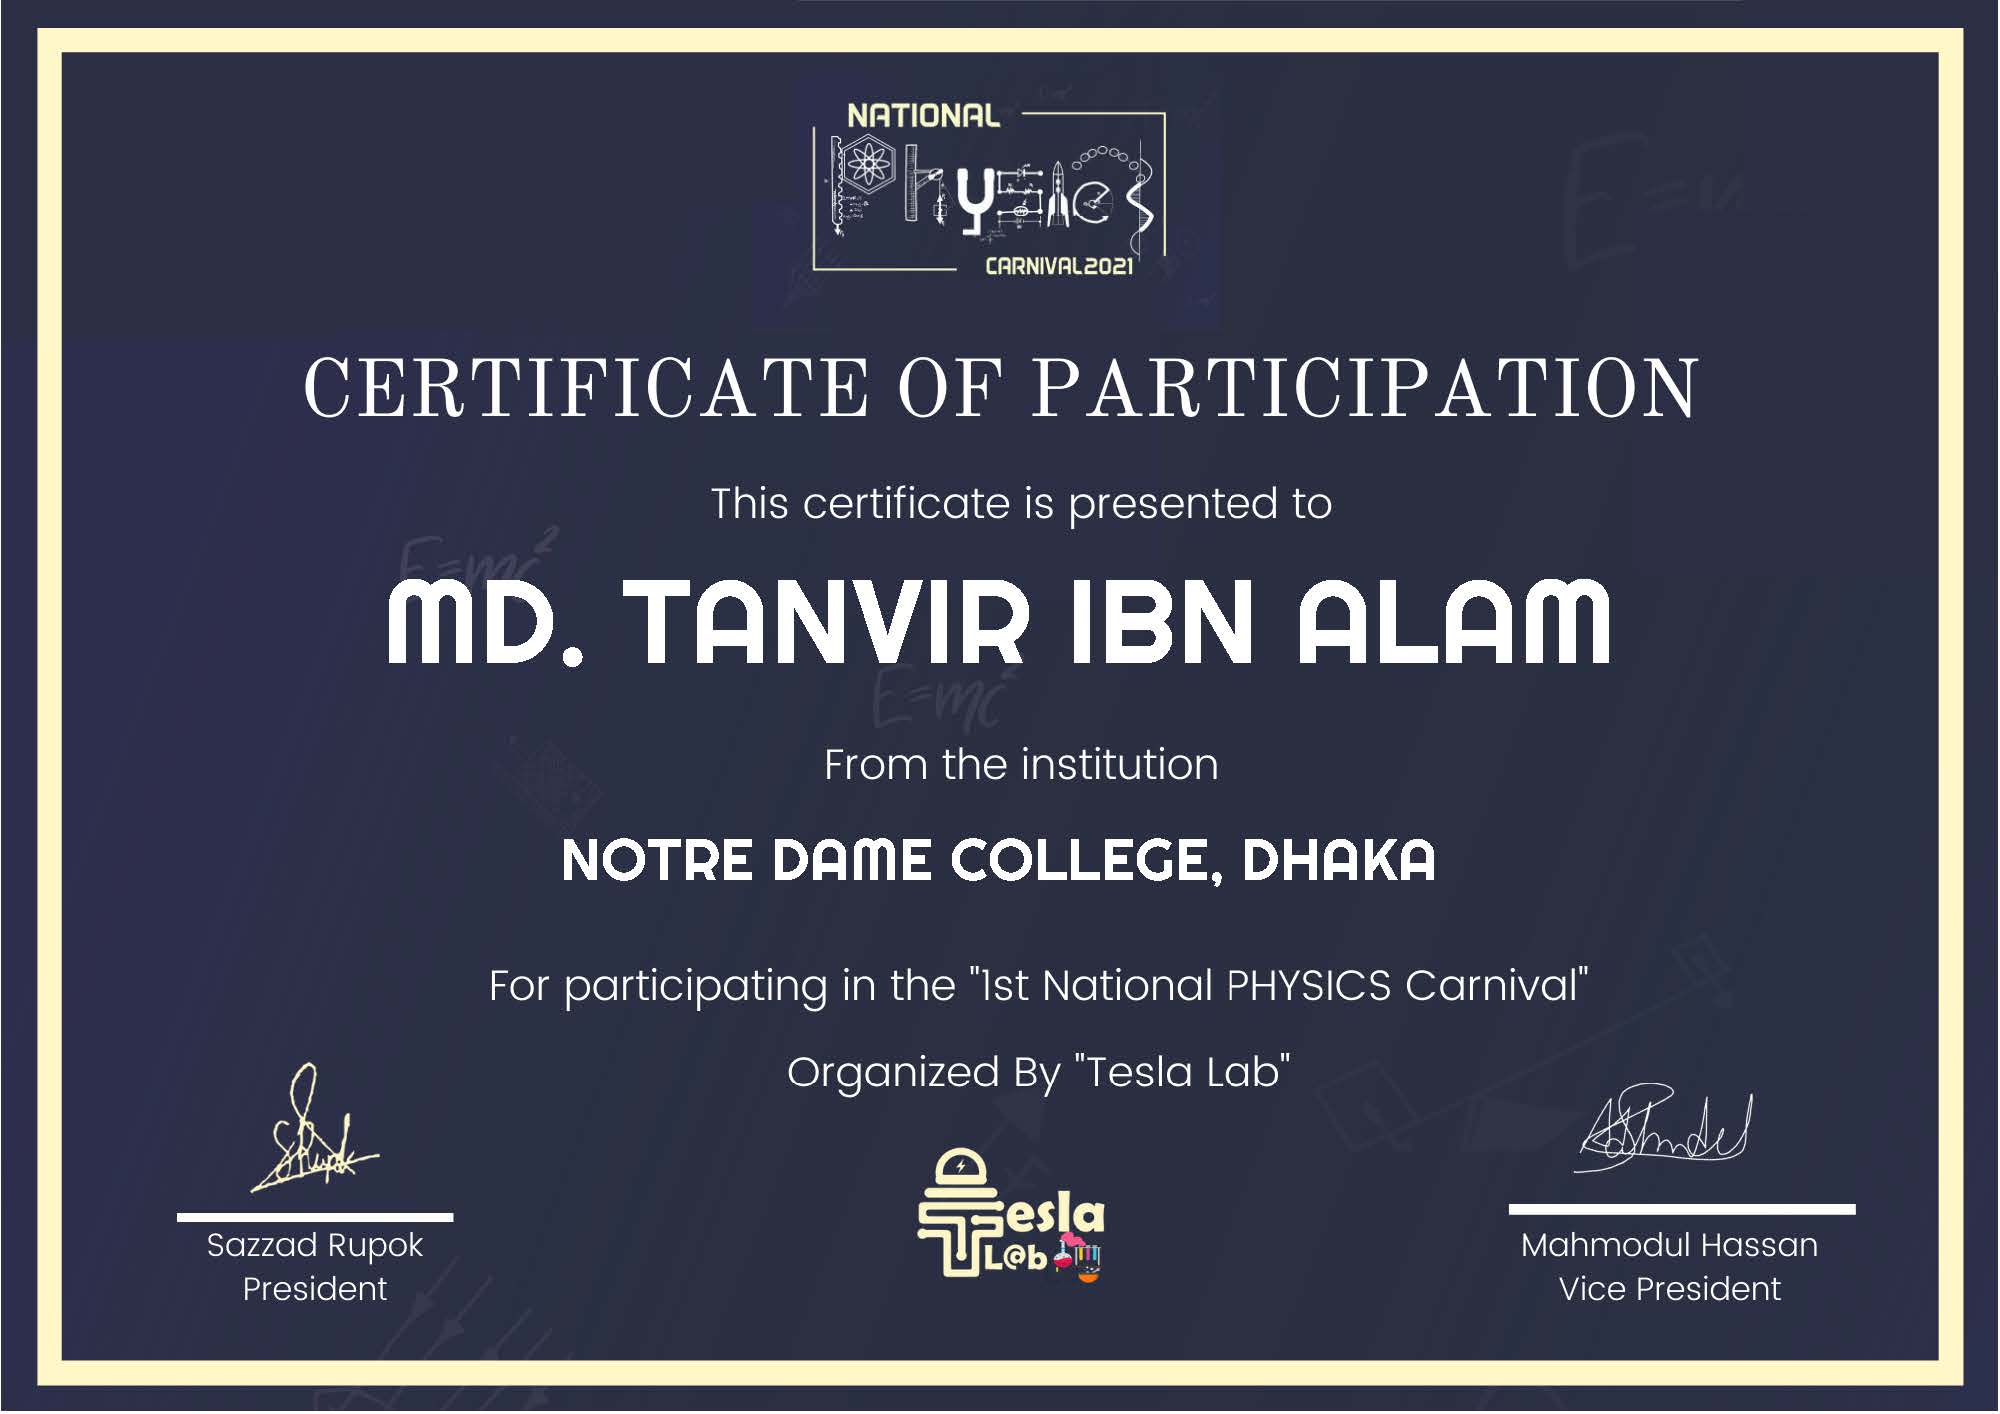 NATIONAL
Physics
CARNIVAL2021
CERTIFICATE OF PARTICIPATION
This certificate is presented to
E=mc²
MD. TANVIR IBN ALAM
E=mc²
From the institution
NOTRE DAME COLLEGE, DHAKA
For participating in the "1st National PHYSICS Carnival"
Organized By "Tesla Lab"
Tesla
L@b
Sazzad Rupok
President
Mahmodul Hassan
Vice President